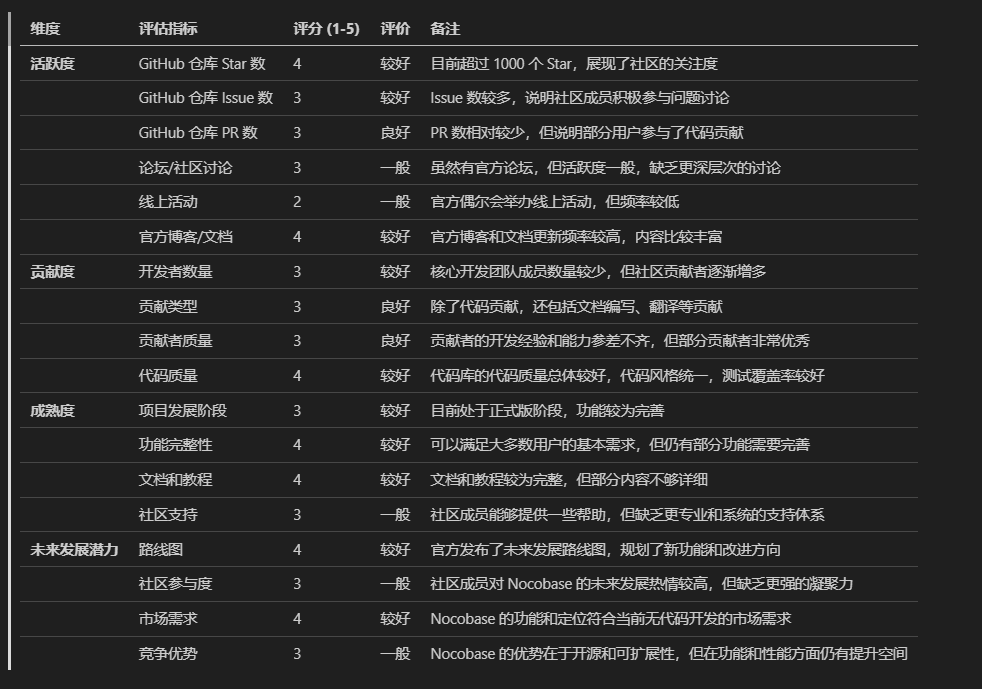 维度 评估指标 评分 (1-5) 评价 备注
活跃度 GitHub 仓库 Star 数 4 较好 目前超过 1000 个 Star，展现了社区的关注度
GitHub 仓库 Issue 数 3 较好 Issue 数较多，说明社区成员积极参与问题讨论
GitHub 仓库 PR 数 3 良好 PR 数相对较少，但说明部分用户参与了代码贡献
论坛/社区讨论 3 一般 虽然有官方论坛，但活跃度一般，缺乏更深层次的讨论
线上活动 2 一般 官方偶尔会举办线上活动，但频率较低
官方博客/文档 4 较好 官方博客和文档更新频率较高，内容比较丰富
贡献度 开发者数量 3 较好 核心开发团队成员数量较少，但社区贡献者逐渐增多
贡献类型 3 良好 除了代码贡献，还包括文档编写、翻译等贡献
贡献者质量 3 良好 贡献者的开发经验和能力参差不齐，但部分贡献者非常优秀
代码质量 4 较好 代码库的代码质量总体较好，代码风格统一，测试覆盖率较好
成熟度 项目发展阶段 3 较好 目前处于正式版阶段，功能较为完善
功能完整性 4 较好 可以满足大多数用户的基本需求，但仍有部分功能需要完善
文档和教程 4 较好 文档和教程较为完整，但部分内容不够详细
社区支持 3 一般 社区成员能够提供一些帮助，但缺乏更专业和系统的支持体系
未来发展潜力 路线图 4 较好 官方发布了未来发展路线图，规划了新功能和改进方向
社区参与度 3 一般 社区成员对 Nocobase 的未来发展热情较高，但缺乏更强的凝聚力
市场需求 4 较好 Nocobase 的功能和定位符合当前无代码开发的市场需求
竞争优势 3 一般 Nocobase 的优势在于开源和可扩展性，但在功能和性能方面仍有提升空间